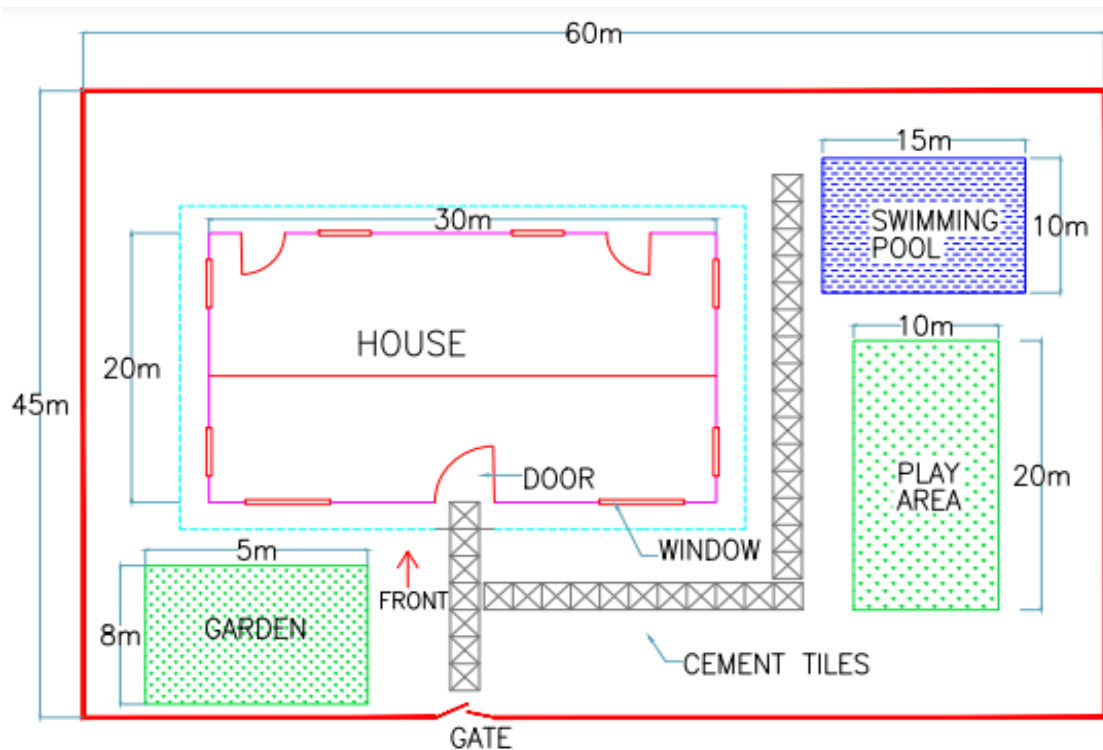 60m
15m
SWIMMING
POOL
10m
30m
HOUSE
20m
45m
10m
PLAY
AREA
20m
DOOR
WINDOW
5m
FRONT
GARDEN
8m
CEMENT TILES
GATE